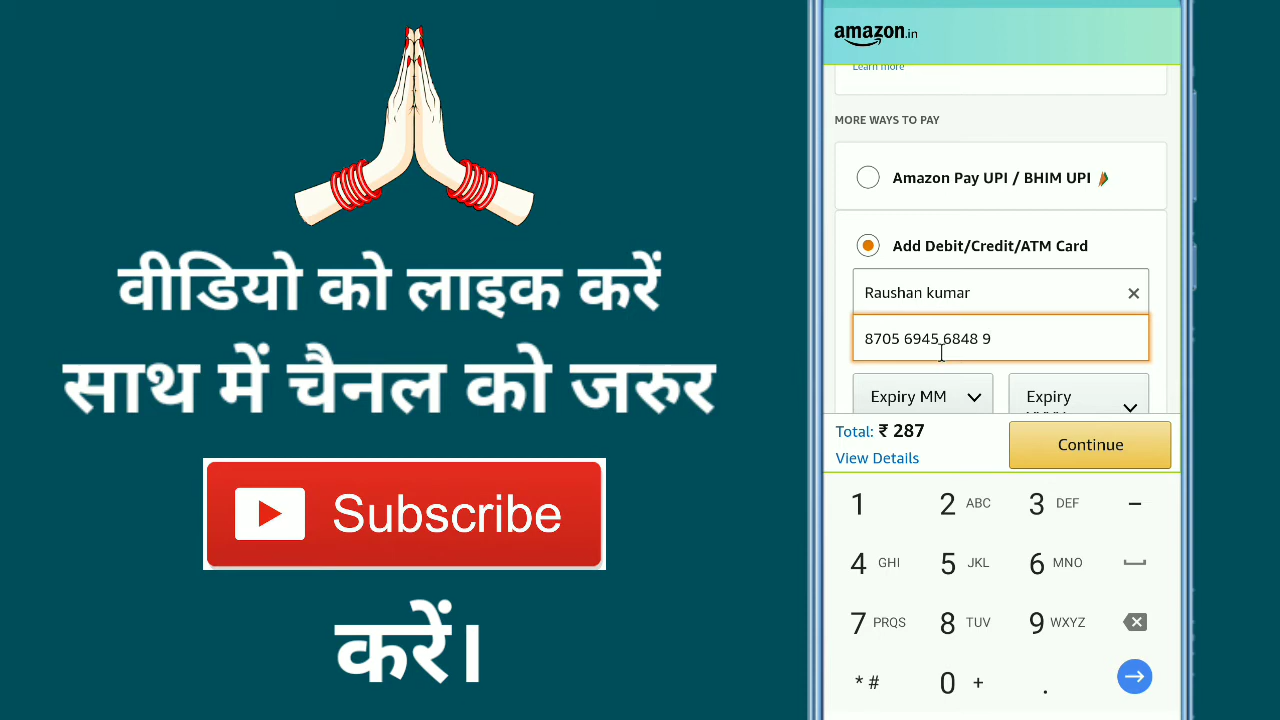 वीडियो को लाइक करें
साथ में चैनल को जरुर
Subscribe
करें।
amazon.in
Learn more
MORE WAYS TO PAY
Amazon Pay UPI / BHIM UPI
Add Debit/Credit/ATM Card
Raushan kumar
8705 6945 6848 9
Expiry MM
Expiry
Total: ₹ 287
Continue
View Details
1 2 ABC 3 DEF –
4 GHI 5 JKL 6 MNO
7 PRQS 8 TUV 9 WXYZ
* # 0 + .